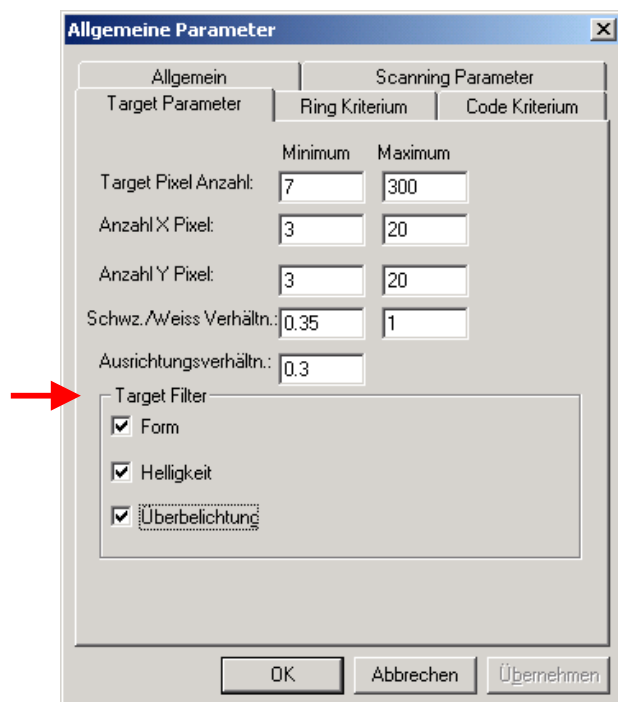 Allgemeine Parameter
Allgemein Scanning Parameter
Target Parameter Ring Kriterium Code Kriterium
Minimum Maximum
Target Pixel Anzahl: 7 300
Anzahl X Pixel: 3 20
Anzahl Y Pixel: 3 20
Schwz./Weiss Verhältn.: 0.35 1
Ausrichtungsverhältn.: 0.3
Target Filter
Form
Helligkeit
Überbelichtung
OK Abbrechen Übernehmen